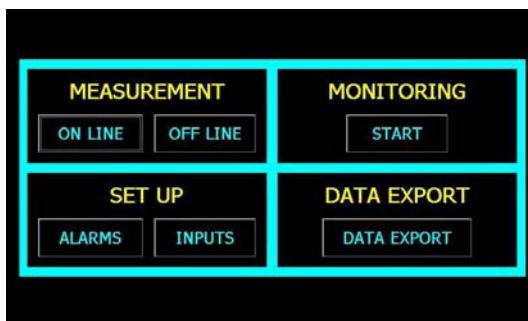 MEASUREMENT
ON LINE OFF LINE
MONITORING
START
SET UP
ALARMS INPUTS
DATA EXPORT
DATA EXPORT